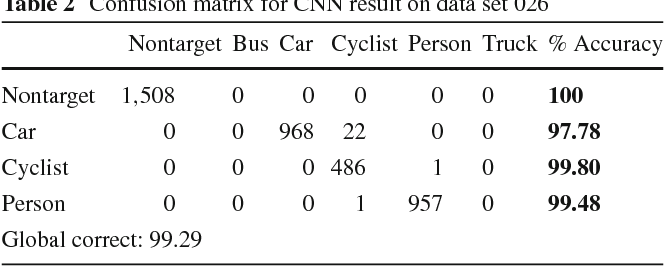 Table 2 Confusion matrix for CNN result on data set 026
Nontarget Bus Car Cyclist Person Truck % Accuracy
Nontarget 1,508 0 0 0 0 0 100
Car 0 0 968 22 0 0 97.78
Cyclist 0 0 0 486 1 0 99.80
Person 0 0 0 1 957 0 99.48
Global correct: 99.29